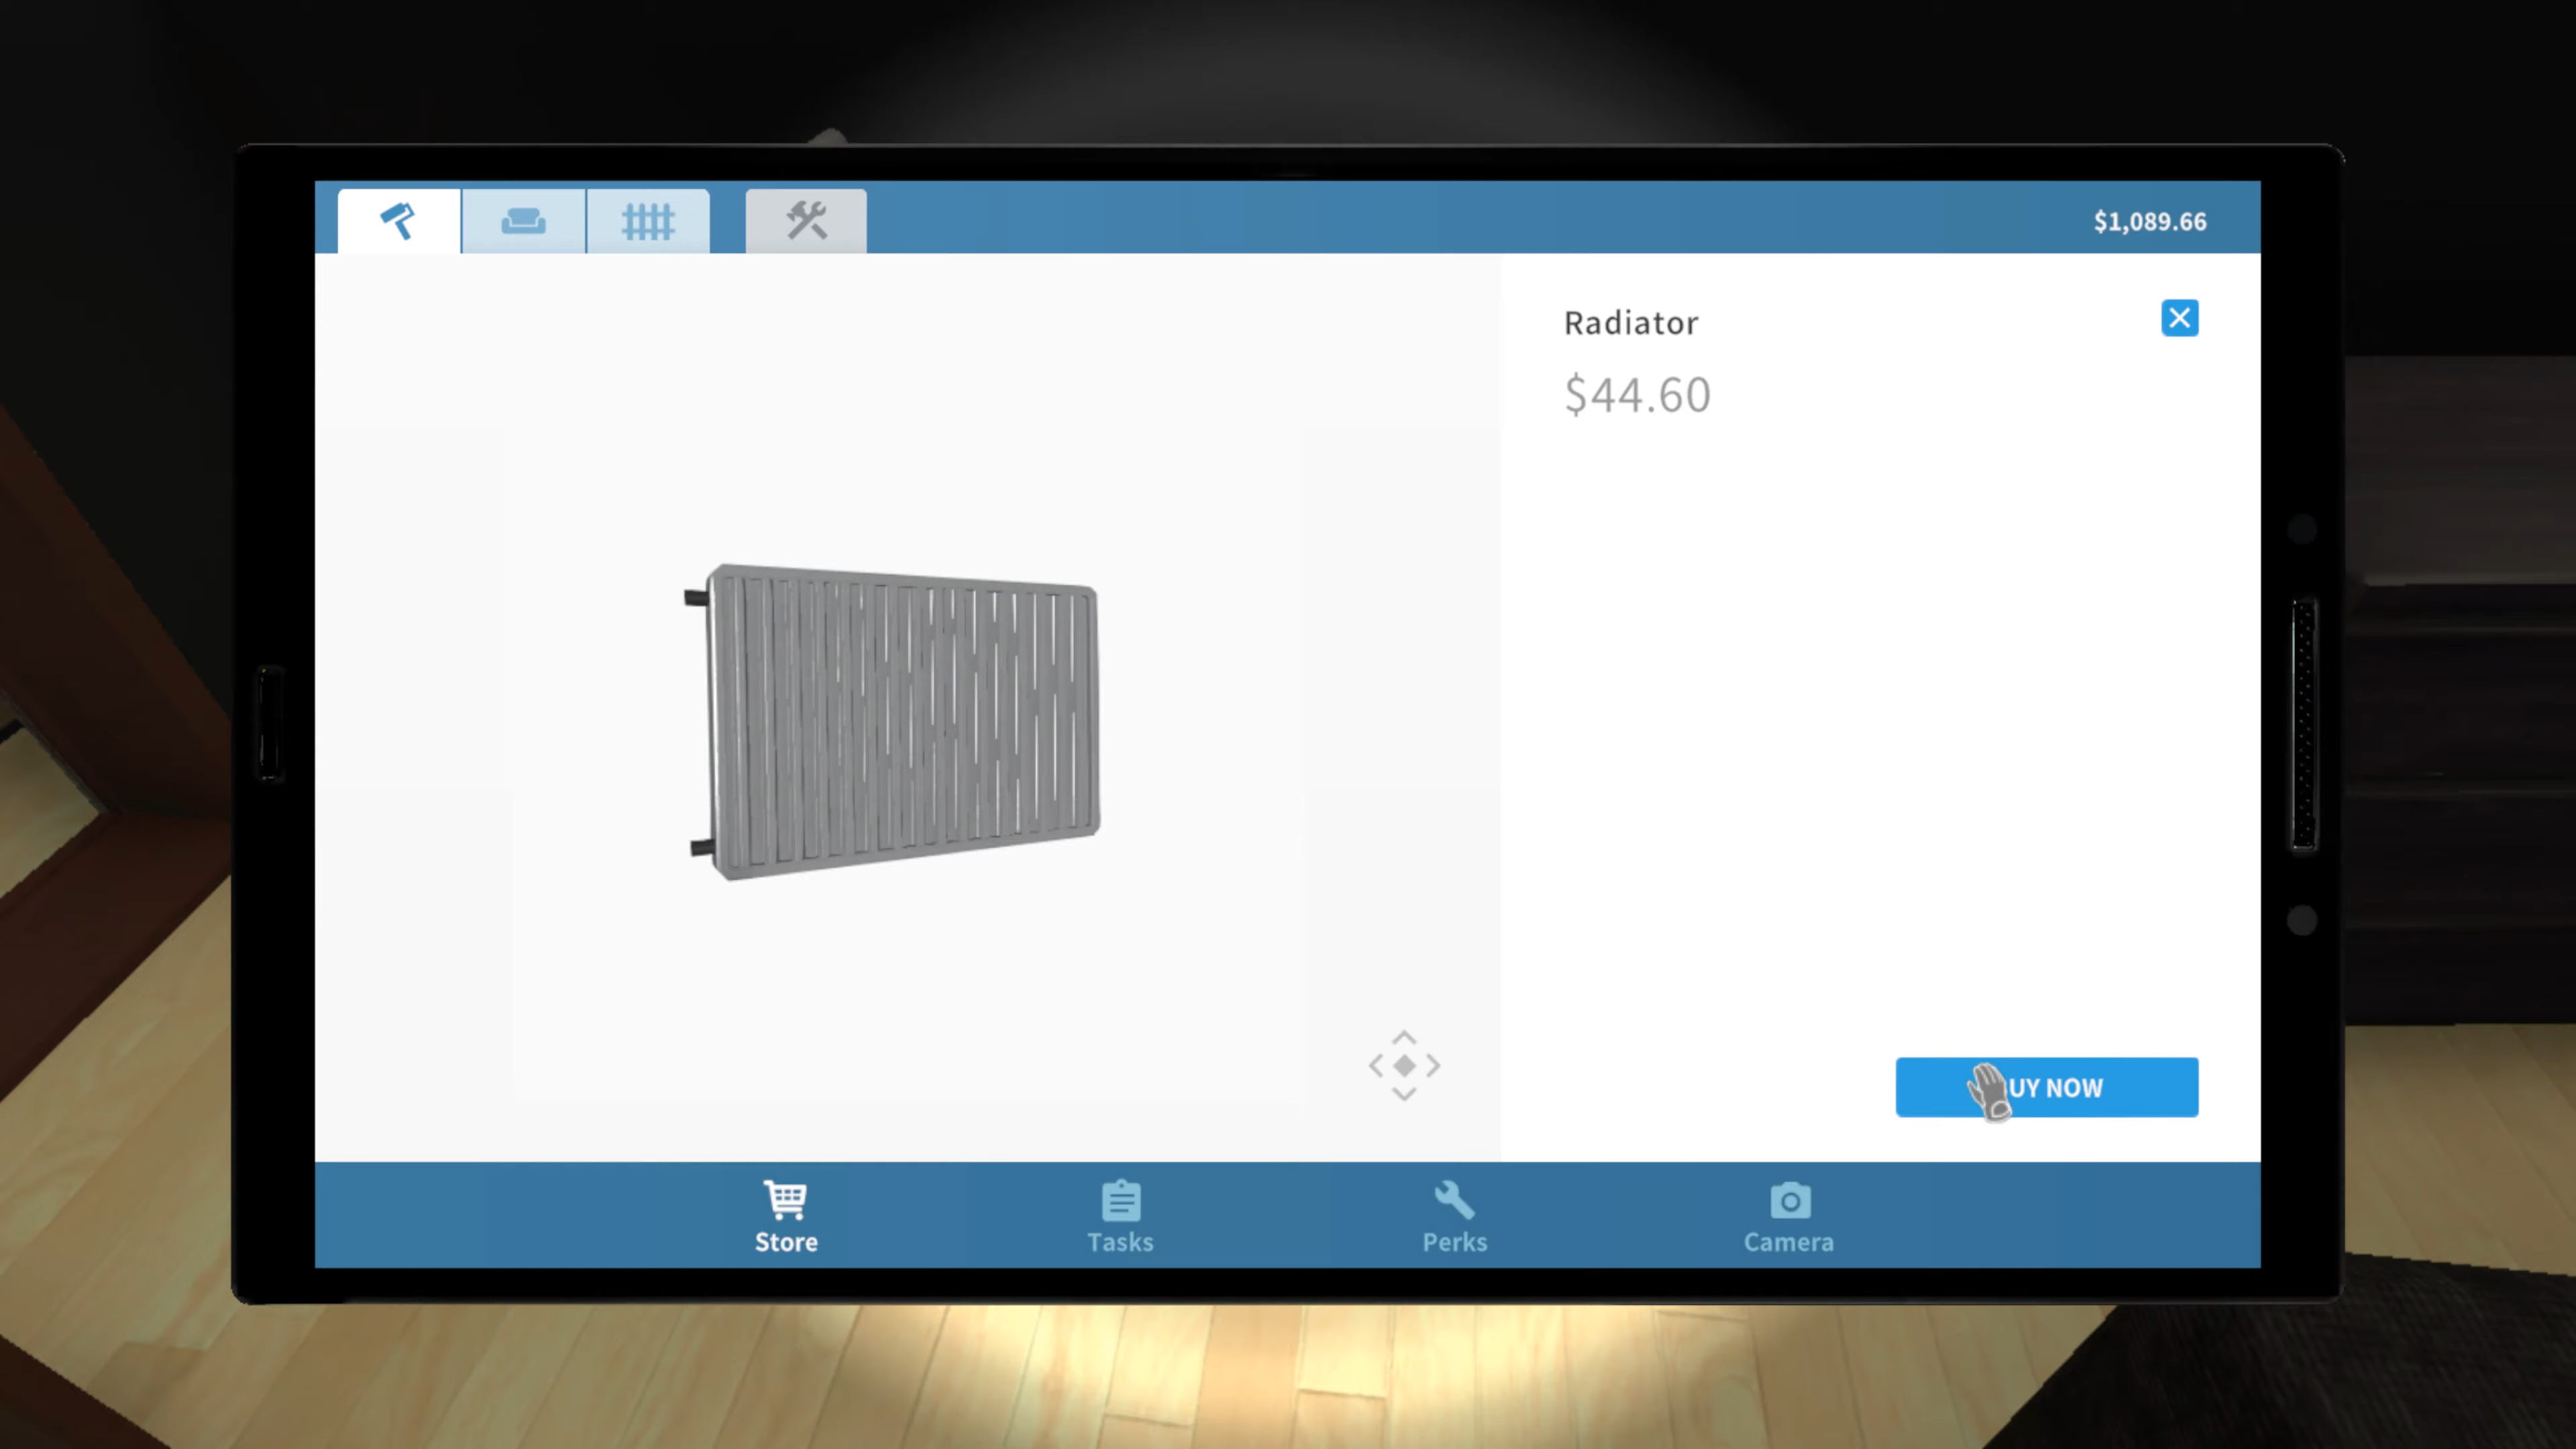 $1,089.66
Radiator
$44.60
UY NOW
Store
Tasks
Perks
Camera